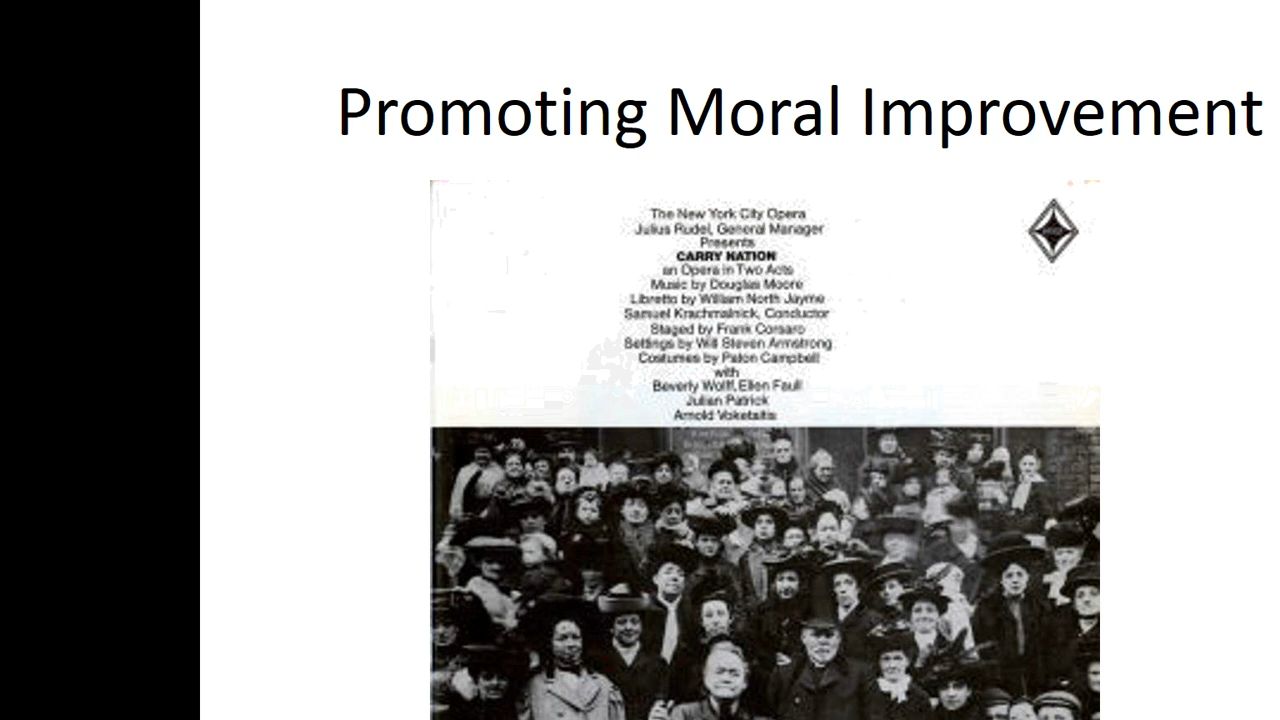 Promoting Moral Improvement
The New York City Opera
Julius Rudel, General Manager
Presents
CARRY NATION
an Opera in Two Acts
Music by Douglas Moore
Libretto by William North Jayme
Samuel Krachmalnick, Conductor
Staged by Frank Corsaro
Settings by Will Steven Armstrong
Costumes by Patton Campbell
with
Beverly Wolff, Ellen Faull
Julian Patrick
Arnold Voketaitis